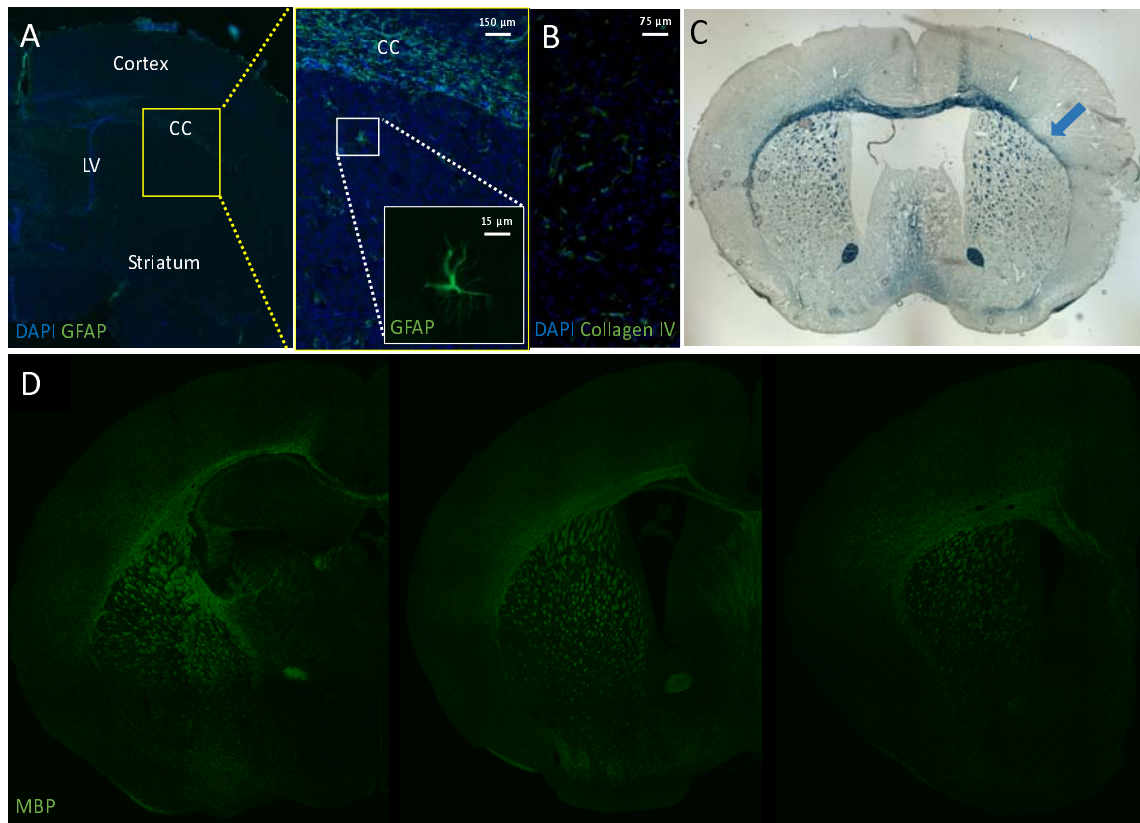 A
Cortex
CC
LV
Striatum
DAPI GFAP
150 µm
CC
15 µm
GFAP
B
75 µm
DAPI Collagen IV
C
D
MBP